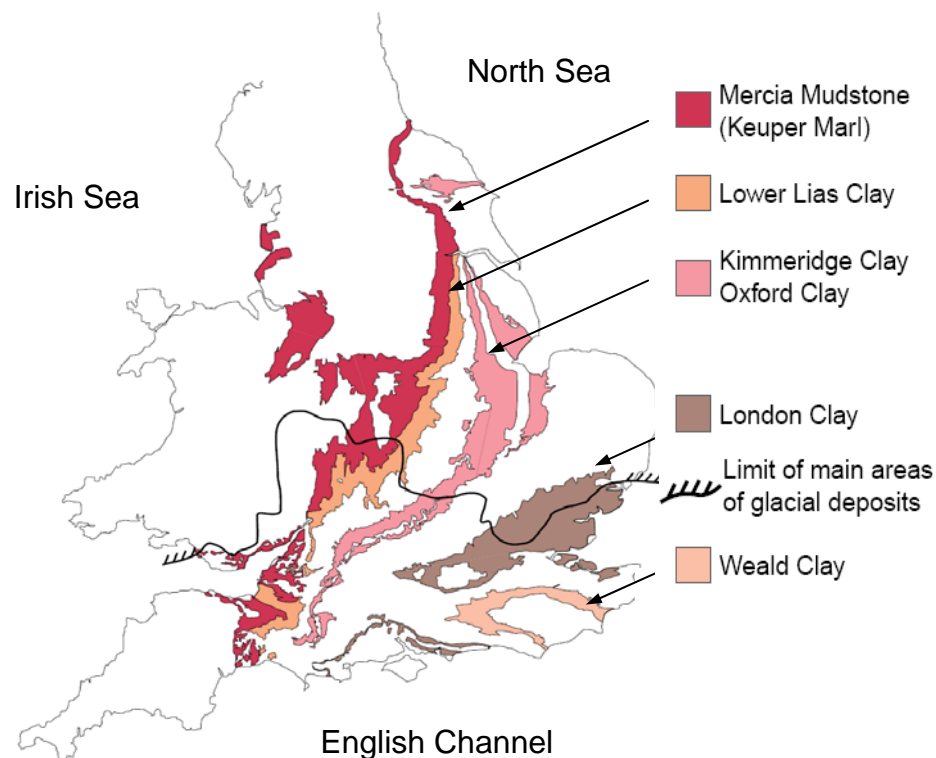 North Sea
Mercia Mudstone
(Keuper Marl)
Irish Sea
Lower Lias Clay
Kimmeridge Clay
Oxford Clay
London Clay
Limit of main areas
of glacial deposits
Weald Clay
English Channel